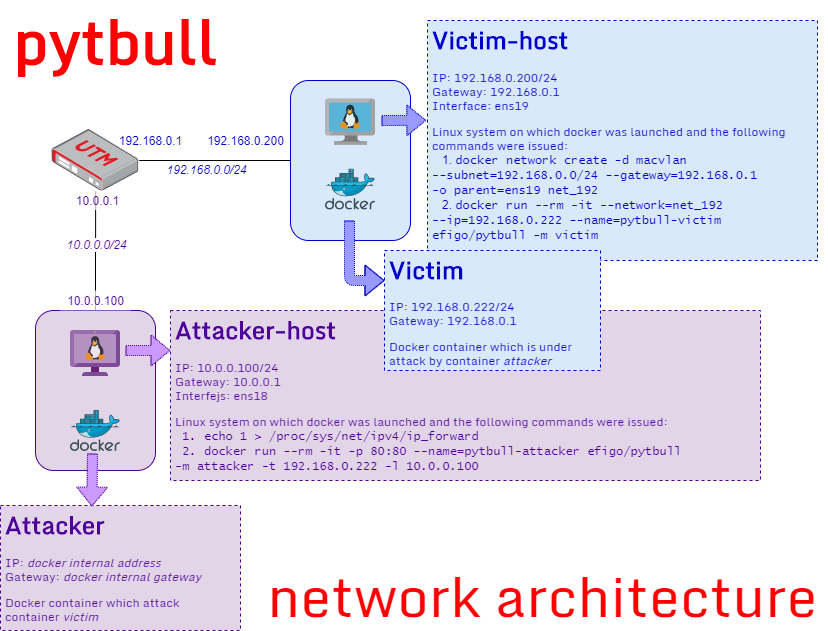 pytbull
Victim-host
IP: 192.168.0.200/24
Gateway: 192.168.0.1
Interface: ens19
Linux system on which docker was launched and the following
commands were issued:
1. docker network create -d macvlan
--subnet=192.168.0.0/24 --gateway=192.168.0.1
-o parent=ens19 net_192
2. docker run --rm -it --network=net_192
--ip=192.168.0.222 --name=pytbull-victim
efigo/pytbull -m victim
192.168.0.1
192.168.0.200
UTM
192.168.0.0/24
docker
10.0.0.1
10.0.0.0/24
10.0.0.100
Victim
IP: 192.168.0.222/24
Gateway: 192.168.0.1
Docker container which is under
attack by container attacker
Attacker-host
IP: 10.0.0.100/24
Gateway: 10.0.0.1
Interfejs: ens18
Linux system on which docker was launched and the following commands were issued:
1. echo 1 > /proc/sys/net/ipv4/ip_forward
2. docker run --rm -it -p 80:80 --name=pytbull-attacker efigo/pytbull
-m attacker -t 192.168.0.222 -l 10.0.0.100
docker
Attacker
IP: docker internal address
Gateway: docker internal gateway
Docker container which attack
container victim
network architecture